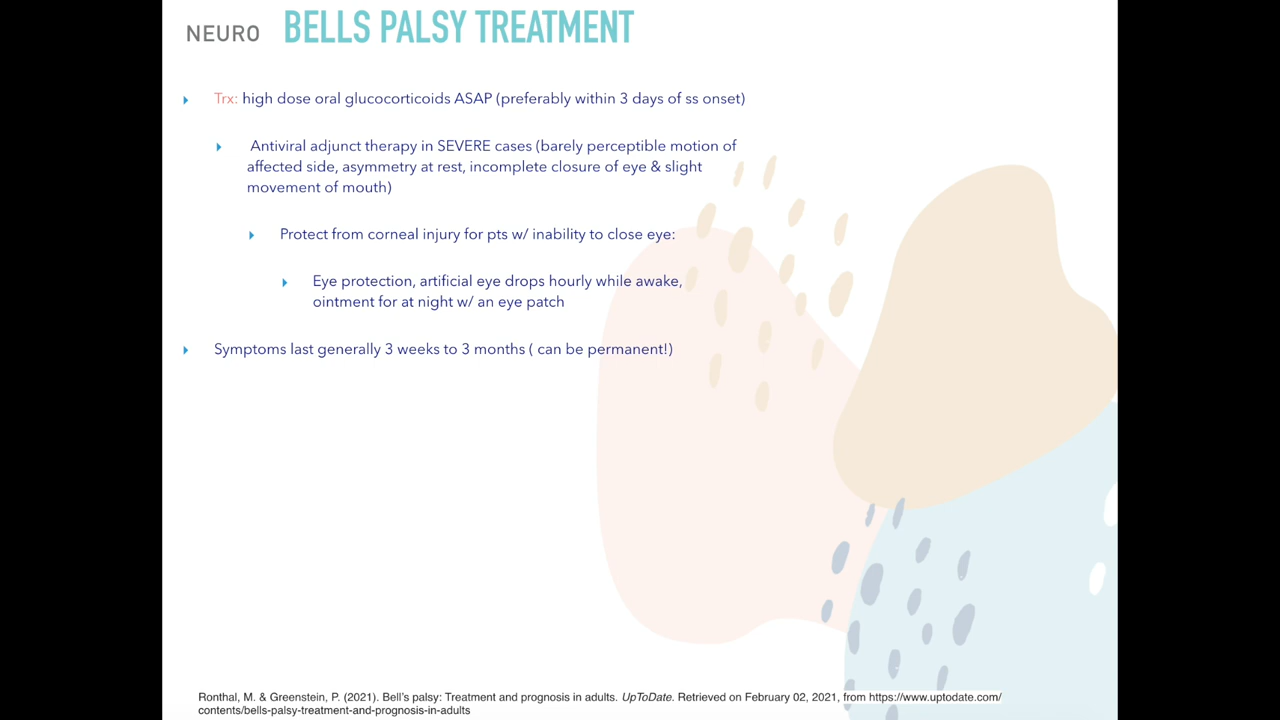 NEURO BELLS PALSY TREATMENT
Trx: high dose oral glucocorticoids ASAP (preferably within 3 days of ss onset)
Antiviral adjunct therapy in SEVERE cases (barely perceptible motion of
affected side, asymmetry at rest, incomplete closure of eye & slight
movement of mouth)
Protect from corneal injury for pts w/ inability to close eye:
Eye protection, artificial eye drops hourly while awake,
ointment for at night w/ an eye patch
Symptoms last generally 3 weeks to 3 months ( can be permanent!)
Ronthal, M. & Greenstein, P. (2021). Bell's palsy: Treatment and prognosis in adults. UpToDate. Retrieved on February 02, 2021, from https://www.uptodate.com/
contents/bells-palsy-treatment-and-prognosis-in-adults